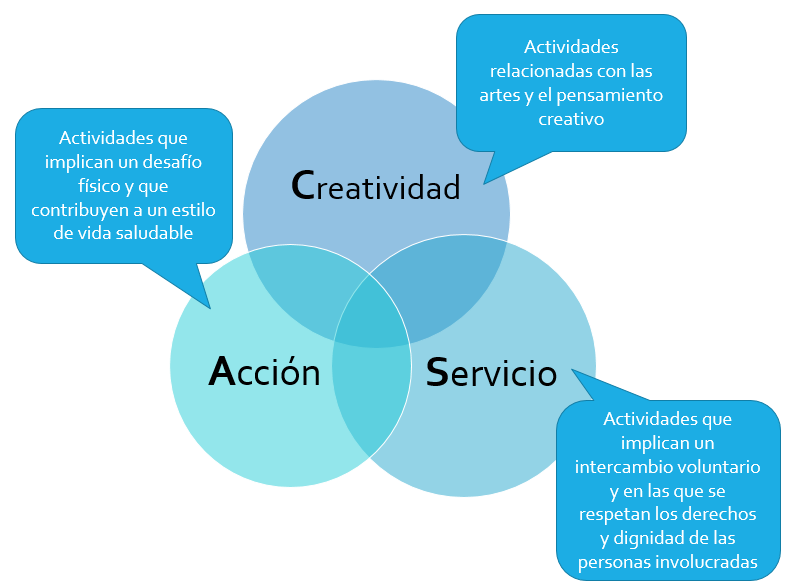 Actividades
relacionadas con las
artes y el pensamiento
creativo
Actividades que
implican un desafío
físico y que
contribuyen a un estilo
de vida saludable
Creatividad
Acción
Servicio
Actividades que
implican un
intercambio voluntario
y en las que se
respetan los derechos
y dignidad de las
personas involucradas